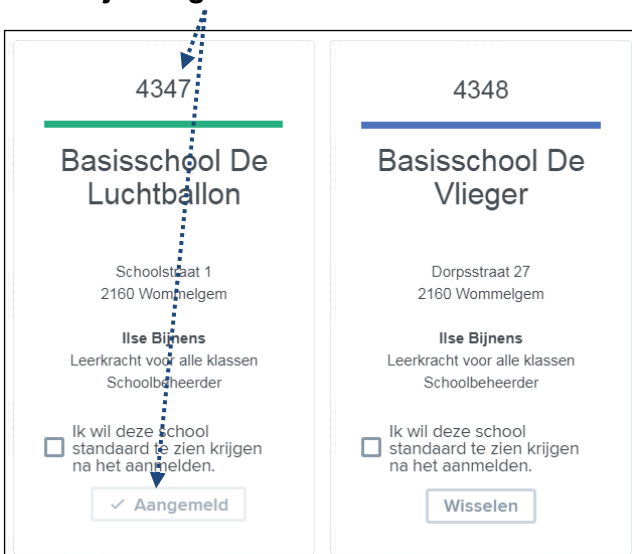 4347
Basisschool De
Luchtballon
Schoolstraat 1
2160 Wommelgem
Ilse Bijnens
Leerkracht voor alle klassen
Schoolbeheerder
Ik wil deze school
standaard te zien krijgen
na het aanmelden.
✓ Aangemeld
4348
Basisschool De
Vlieger
Dorpsstraat 27
2160 Wommelgem
Ilse Bijnens
Leerkracht voor alle klassen
Schoolbeheerder
Ik wil deze school
standaard te zien krijgen
na het aanmelden.
Wisselen